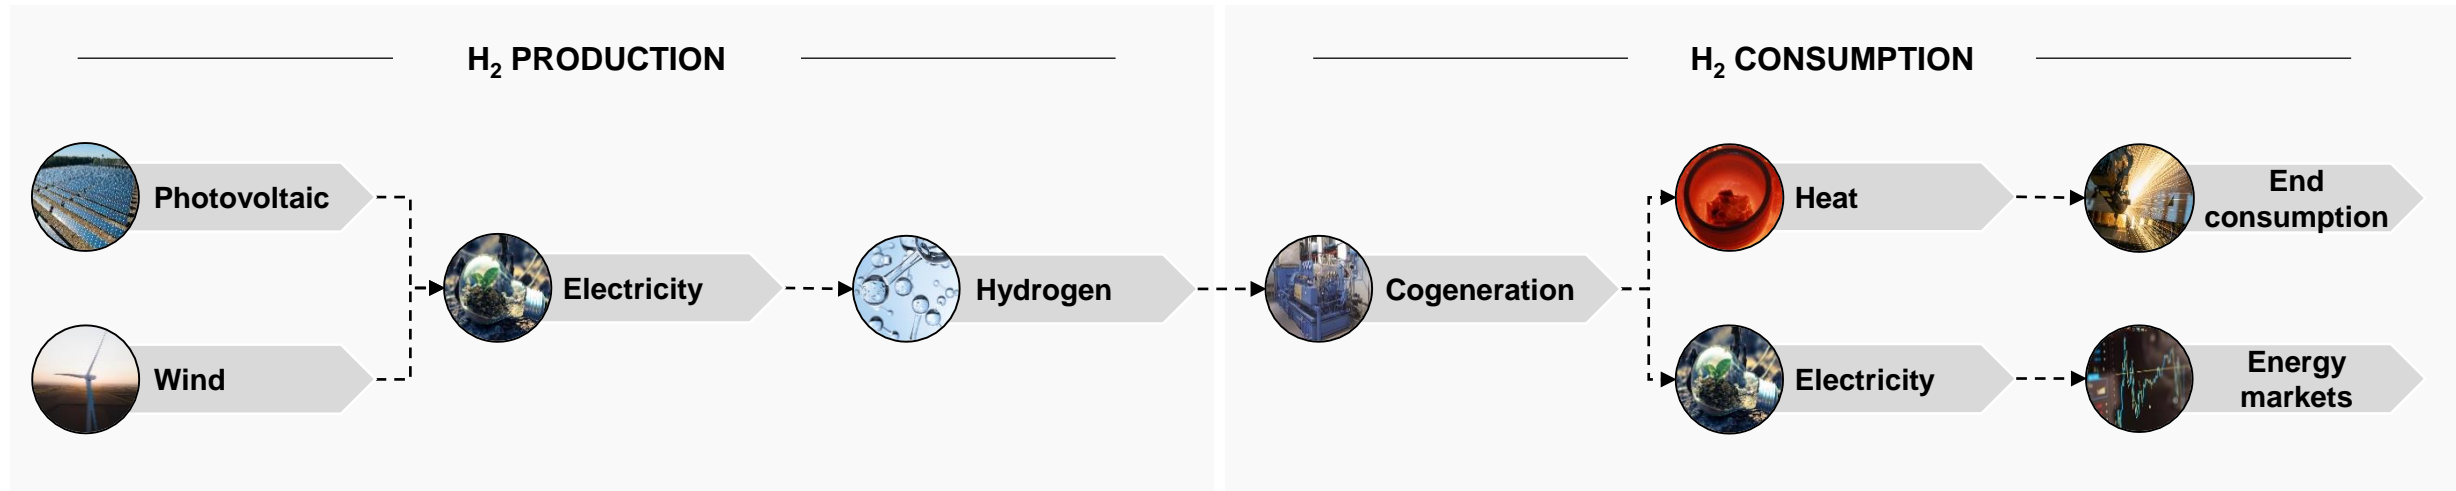 H₂ PRODUCTION
Photovoltaic
Wind
Electricity
Hydrogen
H₂ CONSUMPTION
Cogeneration
Heat
End
consumption
Electricity
Energy
markets